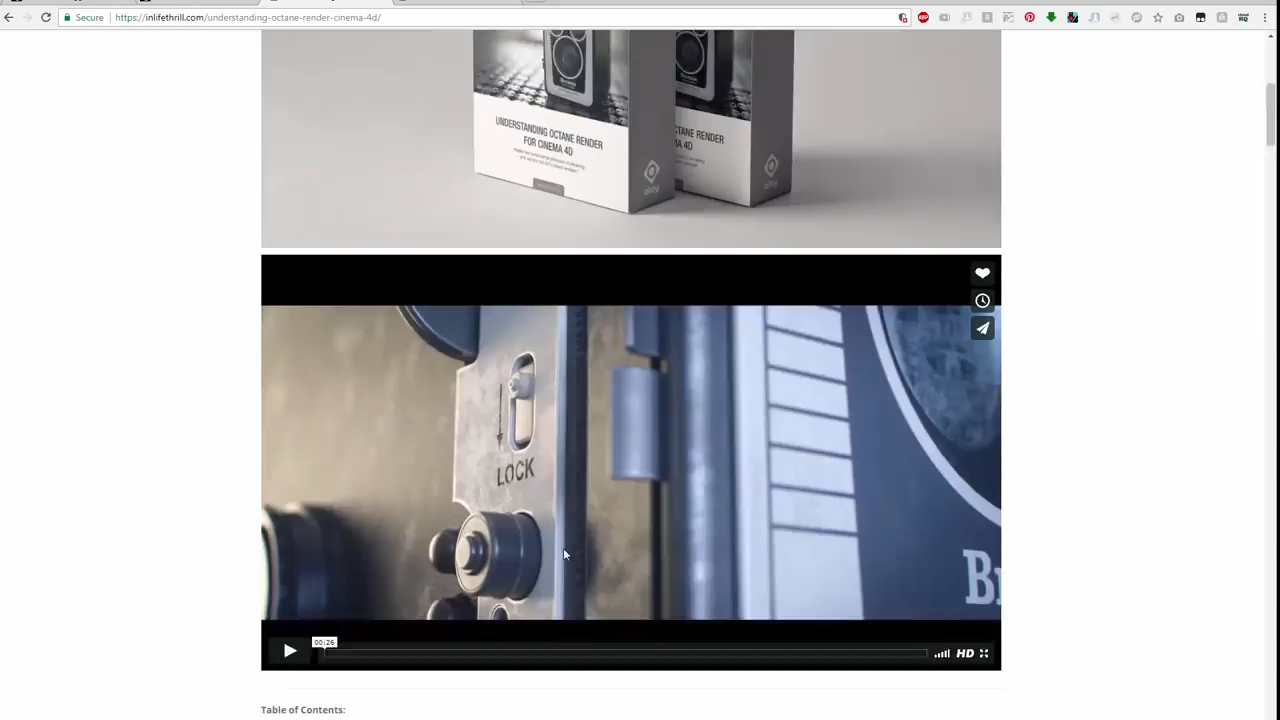 Secure
https://inlifethrill.com/understanding-octane-render-cinema-4d/
UNDERSTANDING OCTANE RENDER
FOR CINEMA 4D
CTANE RENDER
MA 4D
LOCK
00:26
HD
Table of Contents: